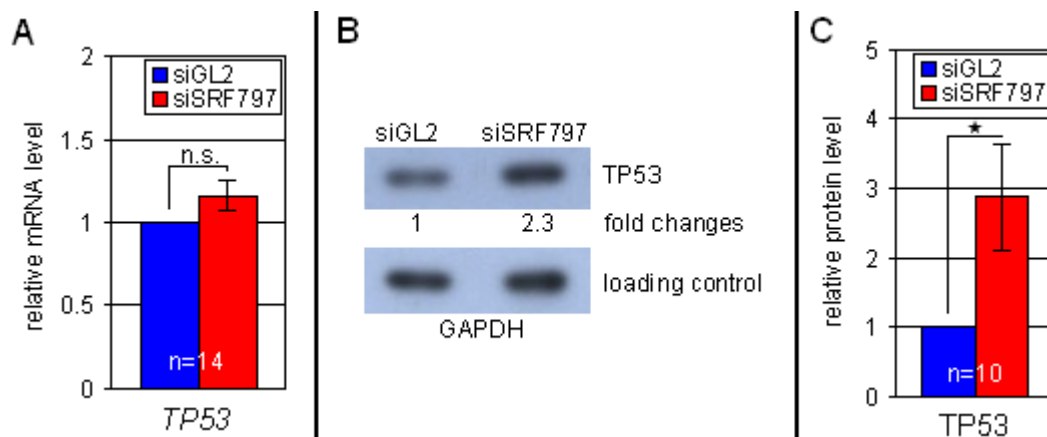 A
relative mRNA level
2
1.5
1
0.5
0
siGL2
siSRF797
n.s.
n=14
TP53
B
siGL2 siSRF797
TP53
1 2.3 fold changes
loading control
GAPDH
C
relative protein level
5
4
3
2
1
0
siGL2
siSRF797
★
n=10
TP53